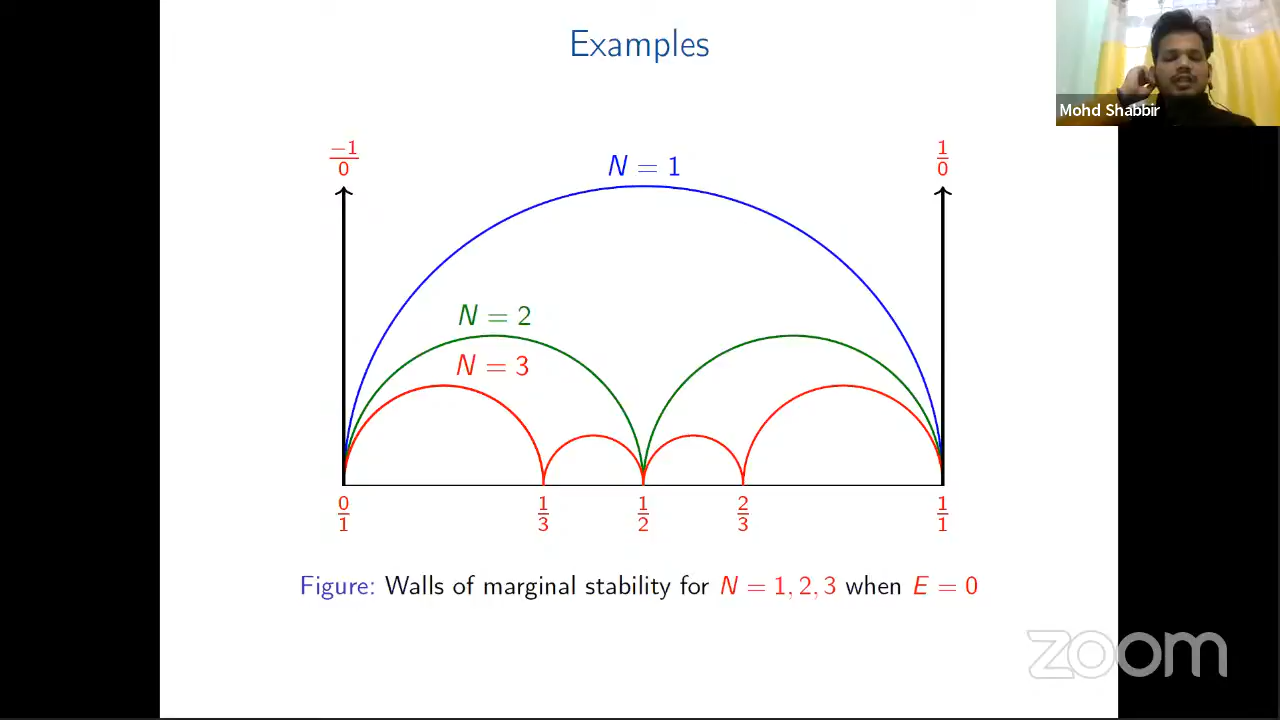 Examples
Mohd Shabbir
-1/0
N = 1
1/0
N = 2
N = 3
0/1 1/3 1/2 2/3 1/1
Figure: Walls of marginal stability for N = 1, 2, 3 when E = 0
zoom